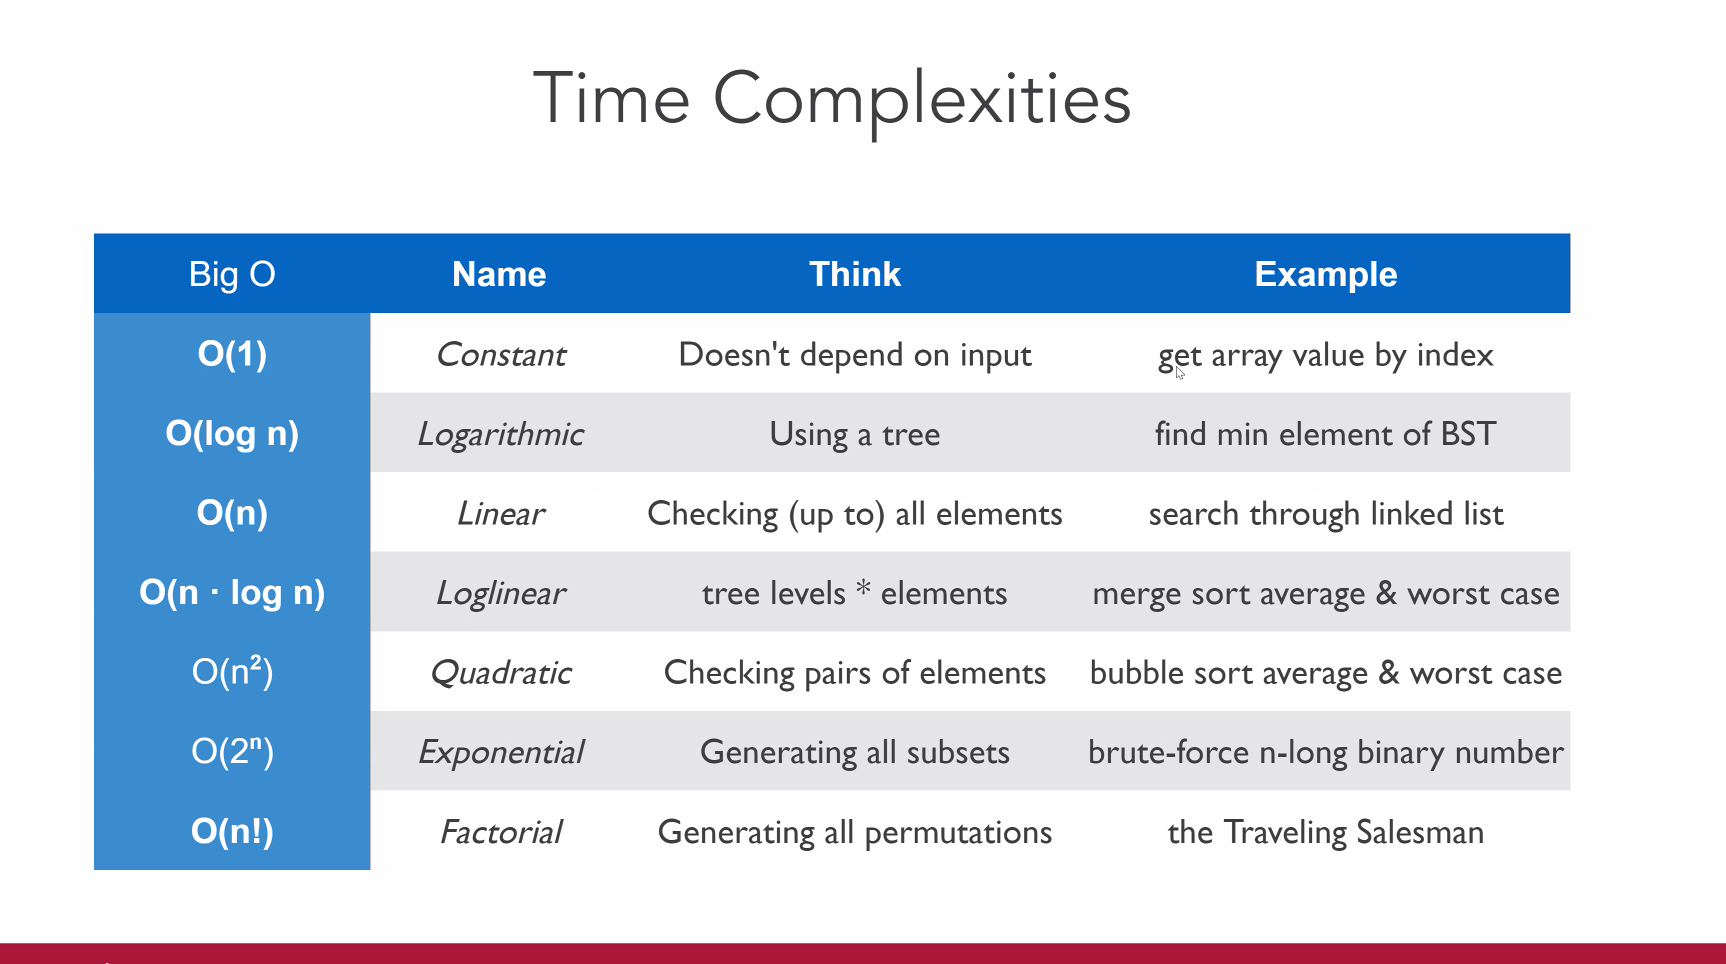 Time Complexities
Big O Name Think Example
O(1) Constant Doesn't depend on input get array value by index
O(log n) Logarithmic Using a tree find min element of BST
O(n) Linear Checking (up to) all elements search through linked list
O(n · log n) Loglinear tree levels * elements merge sort average & worst case
O(n²) Quadratic Checking pairs of elements bubble sort average & worst case
O(2ⁿ) Exponential Generating all subsets brute-force n-long binary number
O(n!) Factorial Generating all permutations the Traveling Salesman